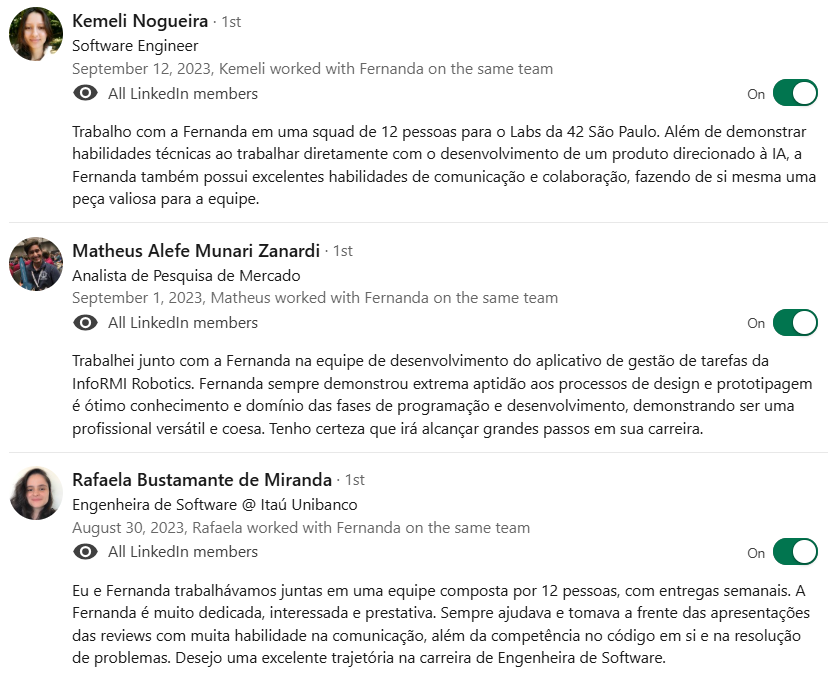 Kemeli Nogueira · 1st
Software Engineer
September 12, 2023, Kemeli worked with Fernanda on the same team
All LinkedIn members
On
Trabalho com a Fernanda em uma squad de 12 pessoas para o Labs da 42 São Paulo. Além de demonstrar
habilidades técnicas ao trabalhar diretamente com o desenvolvimento de um produto direcionado à IA, a
Fernanda também possui excelentes habilidades de comunicação e colaboração, fazendo de si mesma uma
peça valiosa para a equipe.
Matheus Alefe Munari Zanardi · 1st
Analista de Pesquisa de Mercado
September 1, 2023, Matheus worked with Fernanda on the same team
All LinkedIn members
On
Trabalhei junto com a Fernanda na equipe de desenvolvimento do aplicativo de gestão de tarefas da
InfoRMI Robotics. Fernanda sempre demonstrou extrema aptidão aos processos de design e prototipagem
é ótimo conhecimento e domínio das fases de programação e desenvolvimento, demonstrando ser uma
profissional versátil e coesa. Tenho certeza que irá alcançar grandes passos em sua carreira.
Rafaela Bustamante de Miranda · 1st
Engenheira de Software @ Itaú Unibanco
August 30, 2023, Rafaela worked with Fernanda on the same team
All LinkedIn members
On
Eu e Fernanda trabalhávamos juntas em uma equipe composta por 12 pessoas, com entregas semanais. A
Fernanda é muito dedicada, interessada e prestativa. Sempre ajudava e tomava a frente das apresentações
das reviews com muita habilidade na comunicação, além da competência no código em si e na resolução
de problemas. Desejo uma excelente trajetória na carreira de Engenheira de Software.